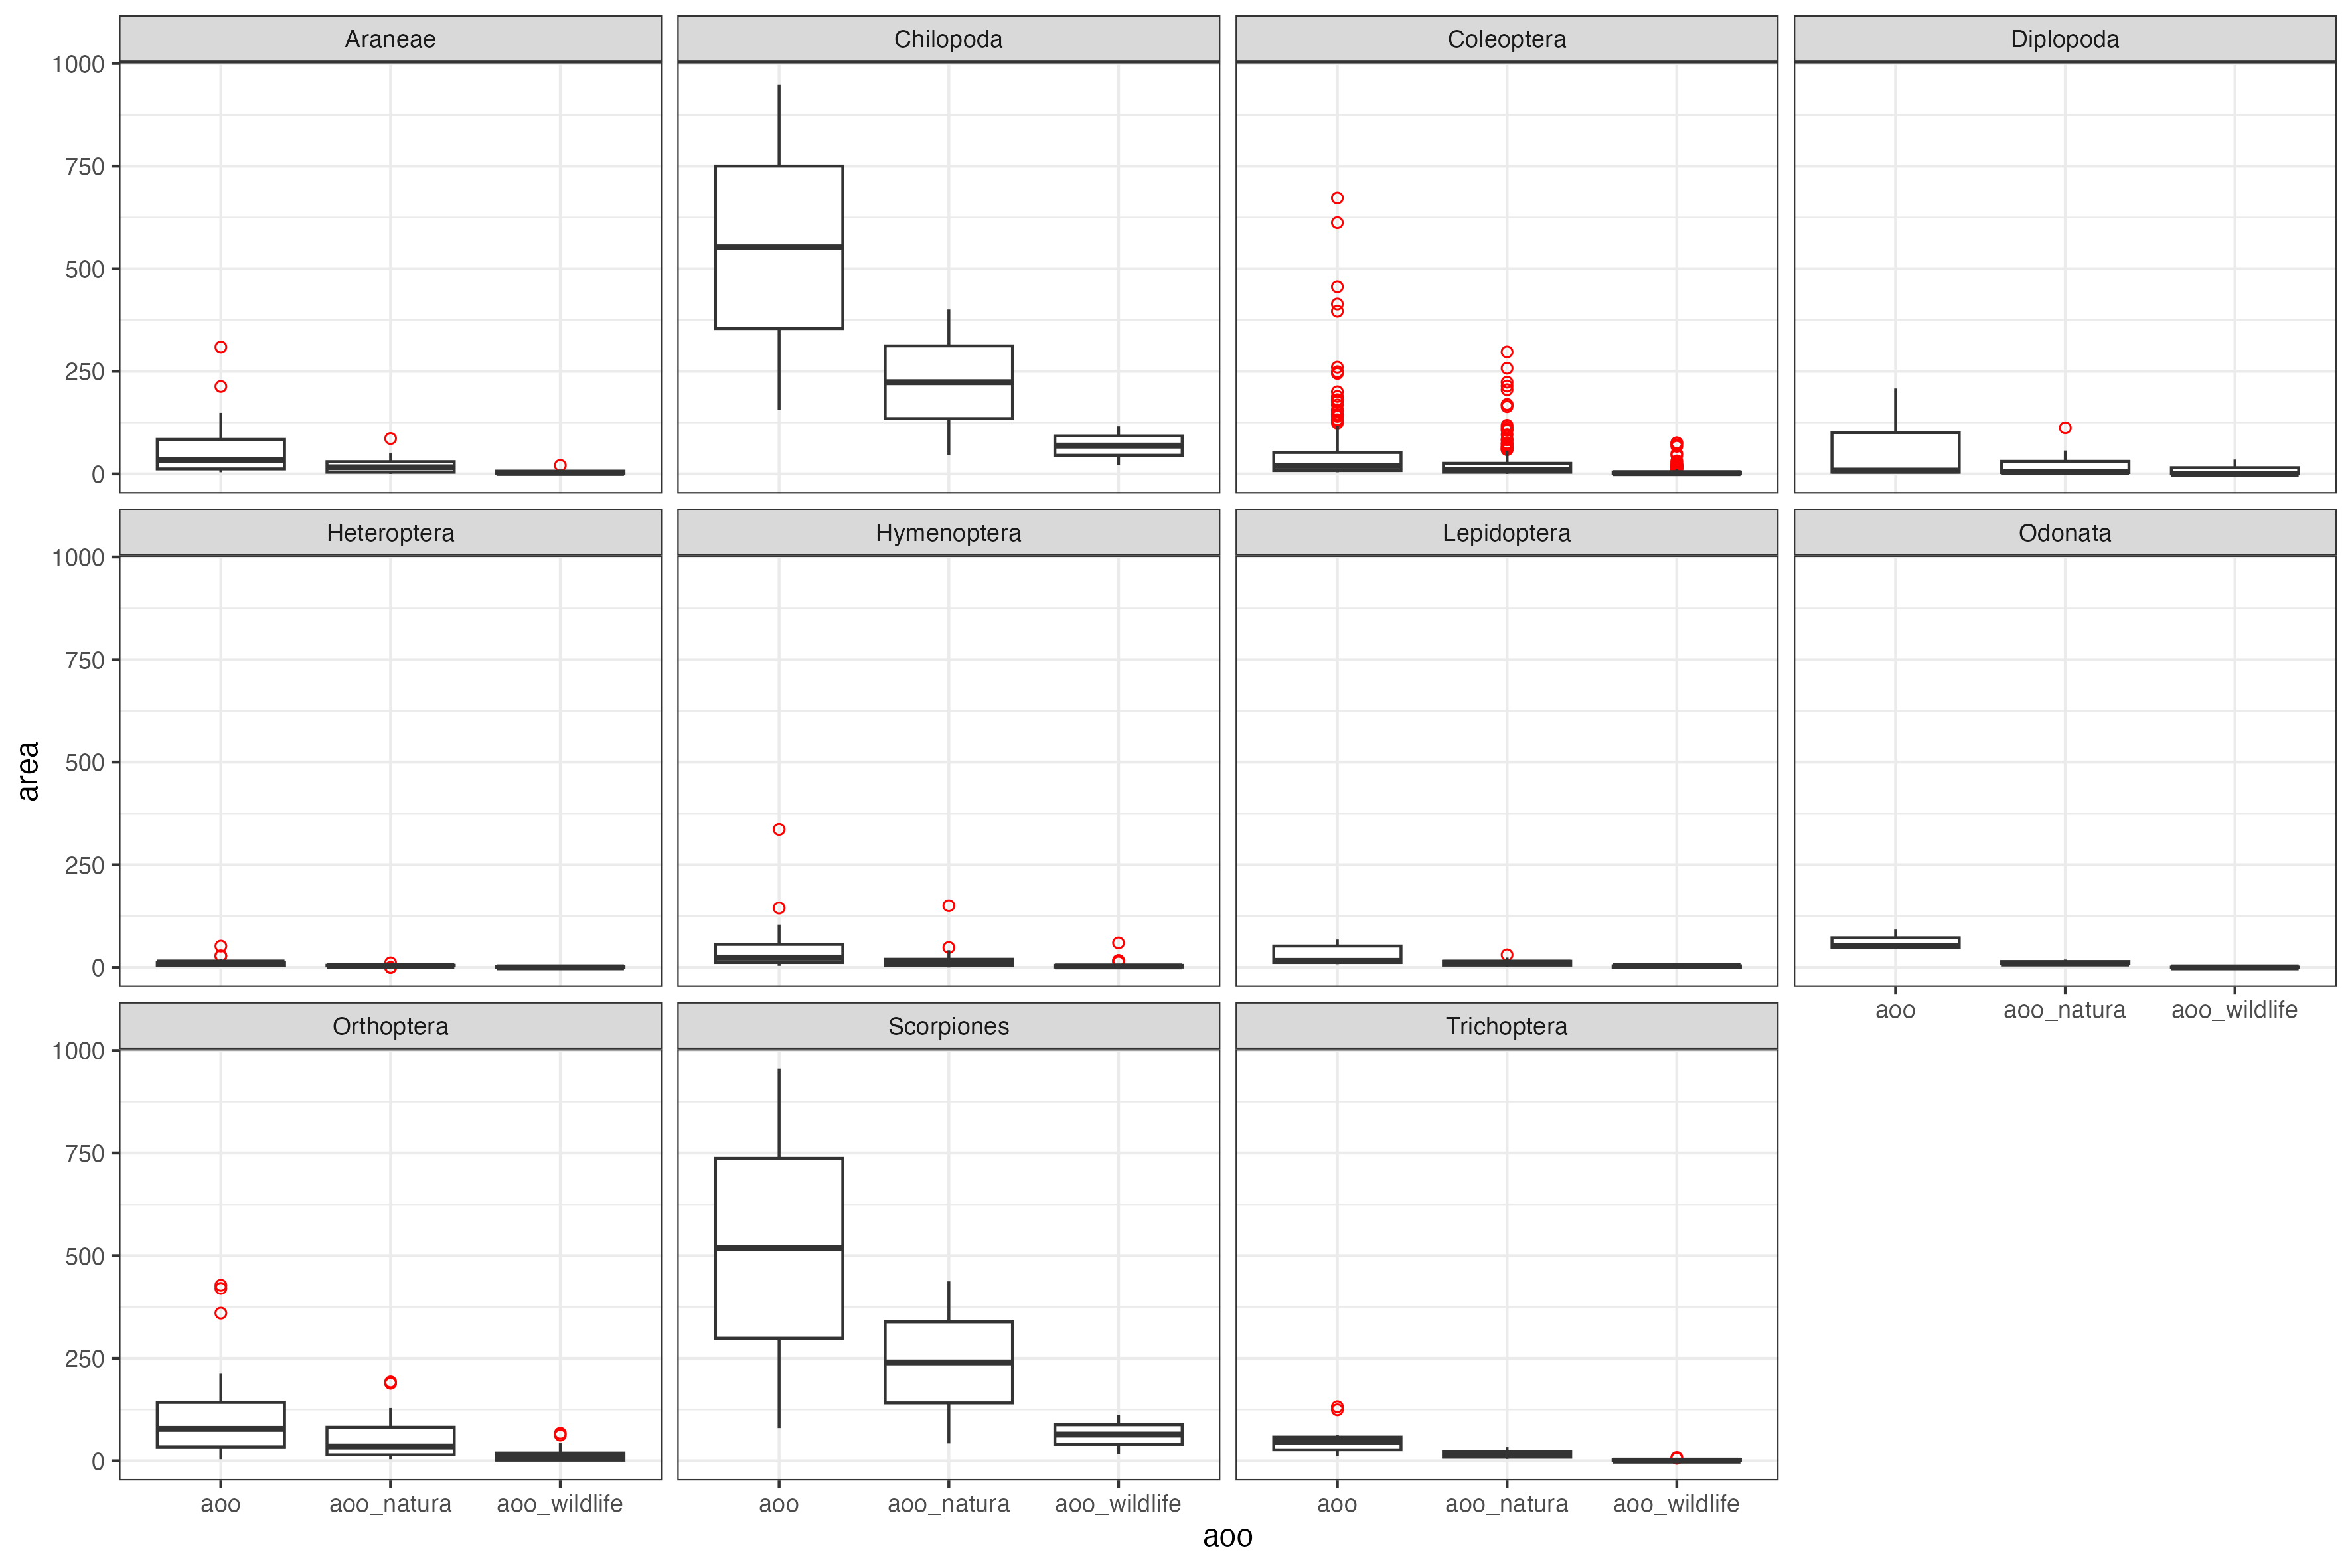 Araneae Chilopoda Coleoptera Diplopoda
1000
750
500
250
0
Heteroptera Hymenoptera Lepidoptera Odonata
1000
750
500
250
0
area
aoo aoo_natura aoo_wildlife
Orthoptera Scorpiones Trichoptera
1000
750
500
250
0
aoo aoo_natura aoo_wildlife aoo aoo_natura aoo_wildlife aoo aoo_natura aoo_wildlife
aoo